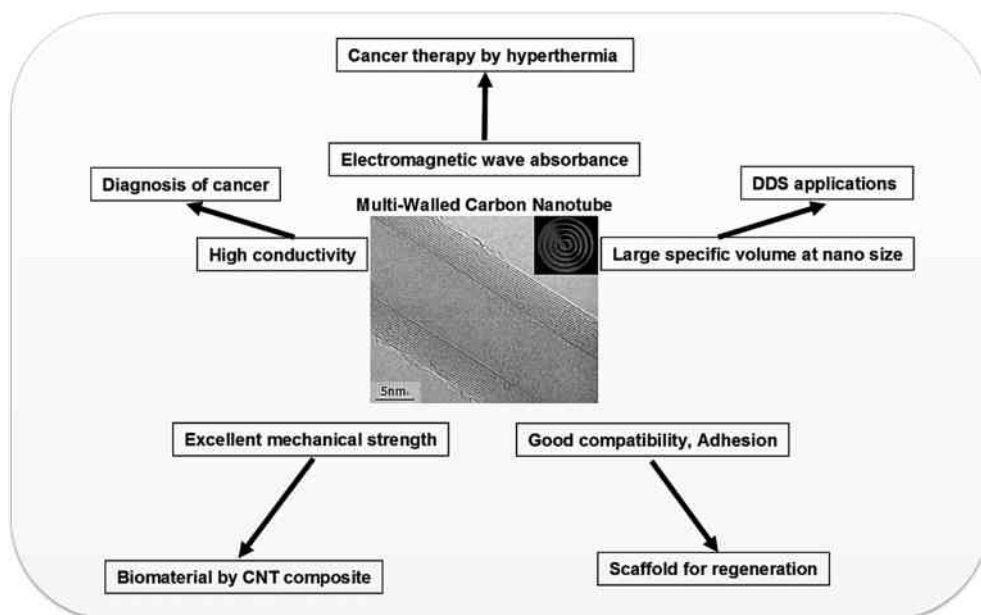 Cancer therapy by hyperthermia
Electromagnetic wave absorbance
Diagnosis of cancer
DDS applications
Multi-Walled Carbon Nanotube
High conductivity
Large specific volume at nano size
5nm
Excellent mechanical strength
Good compatibility, Adhesion
Biomaterial by CNT composite
Scaffold for regeneration